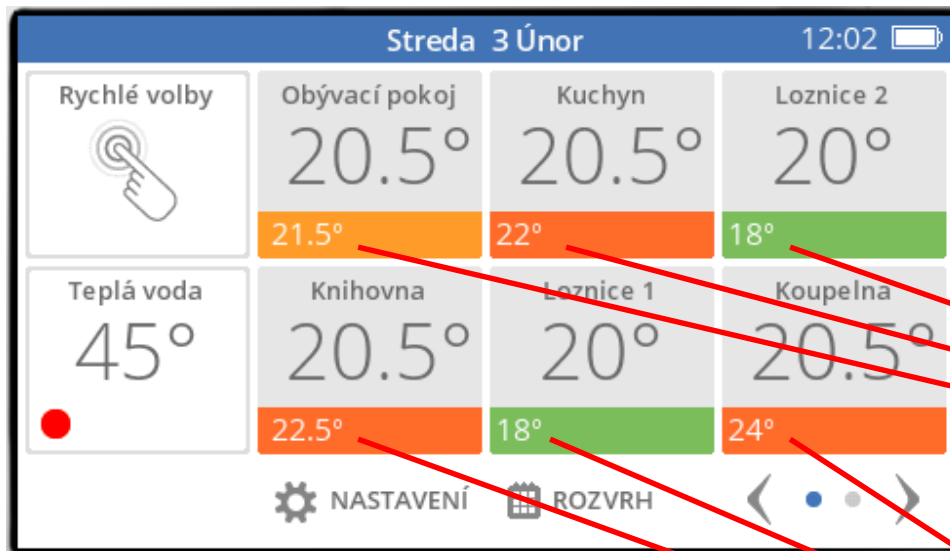 Streda 3 Únor 12:02
Rychlé volby
Obývací pokoj
20.5°
21.5°
Kuchyn
20.5°
22°
Loznice 2
20°
18°
Teplá voda
45°
Knihovna
20.5°
22.5°
Loznice 1
20°
18°
Koupelna
20.5°
24°
NASTAVENÍ
ROZVRH